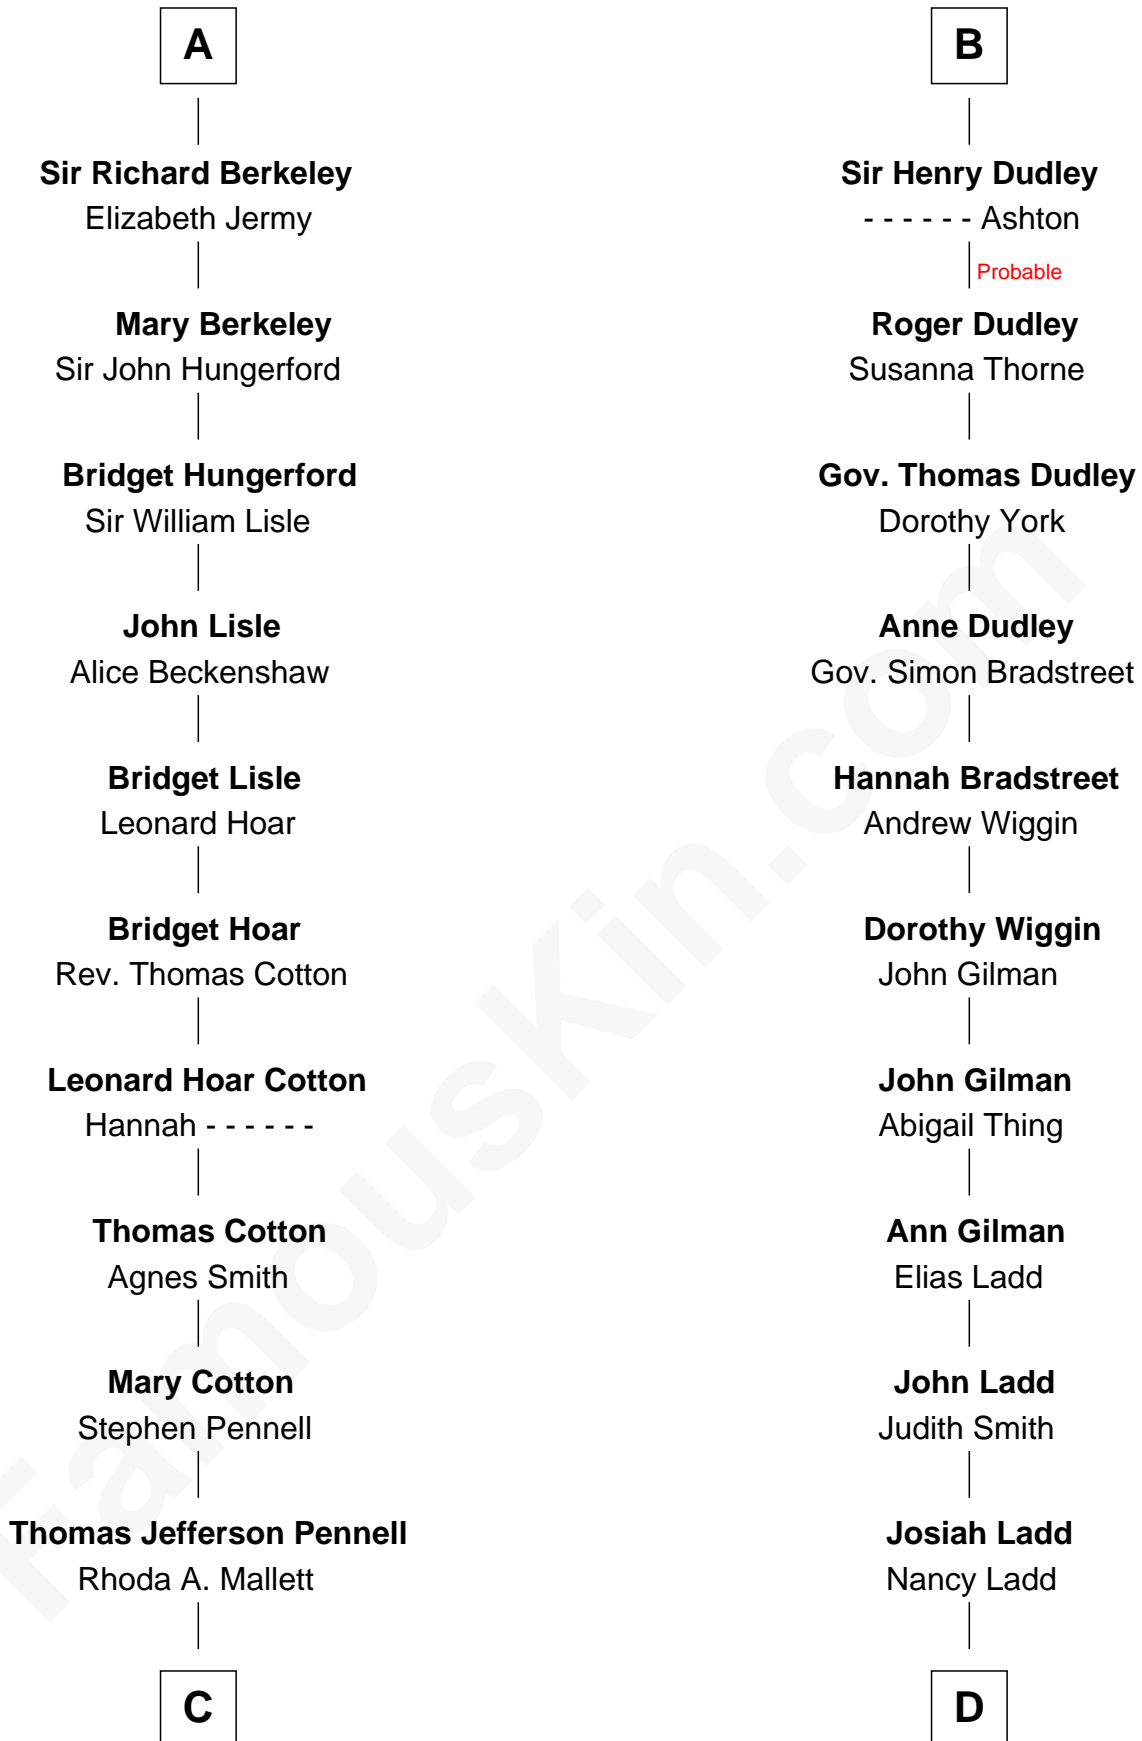 A
Sir Richard Berkeley
Elizabeth Jermy
Mary Berkeley
Sir John Hungerford
Bridget Hungerford
Sir William Lisle
John Lisle
Alice Beckenshaw
Bridget Lisle
Leonard Hoar
Bridget Hoar
Rev. Thomas Cotton
Leonard Hoar Cotton
Hannah - - - - - -
Thomas Cotton
Agnes Smith
Mary Cotton
Stephen Pennell
Thomas Jefferson Pennell
Rhoda A. Mallett
C
B
Sir Henry Dudley
- - - - - - Ashton
Probable
Roger Dudley
Susanna Thorne
Gov. Thomas Dudley
Dorothy York
Anne Dudley
Gov. Simon Bradstreet
Hannah Bradstreet
Andrew Wiggin
Dorothy Wiggin
John Gilman
John Gilman
Abigail Thing
Ann Gilman
Elias Ladd
John Ladd
Judith Smith
Josiah Ladd
Nancy Ladd
D
FamousKin.com